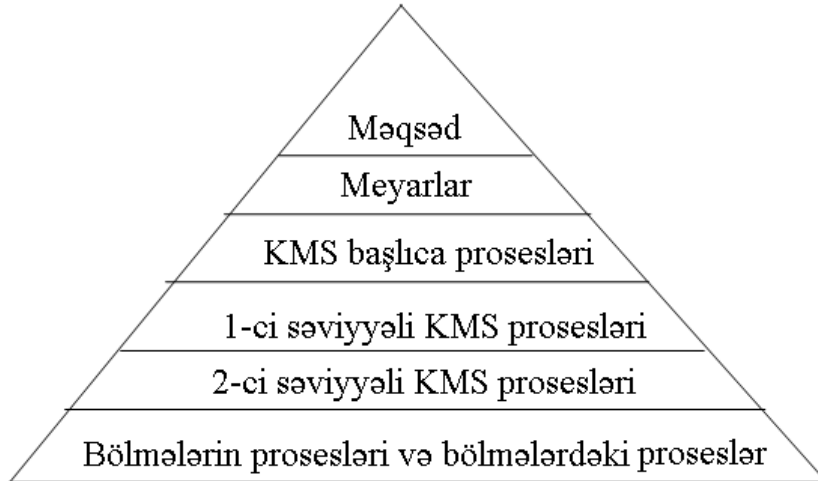 Məqsəd
Meyarlar
KMS başlıca prosesləri
1-ci səviyyəli KMS prosesləri
2-ci səviyyəli KMS prosesləri
Bölmələrin prosesləri və bölmələrdəki proseslər